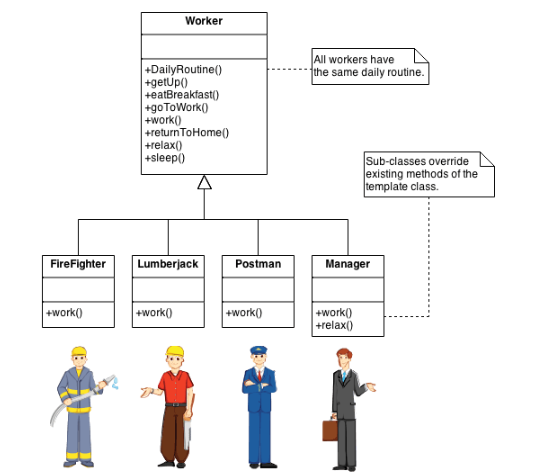 Worker
+DailyRoutine()
+getUp()
+eatBreakfast()
+goToWork()
+work()
+returnToHome()
+relax()
+sleep()
All workers have
the same daily routine.
Sub-classes override
existing methods of the
template class.
FireFighter
+work()
Lumberjack
+work()
Postman
+work()
Manager
+work()
+relax()